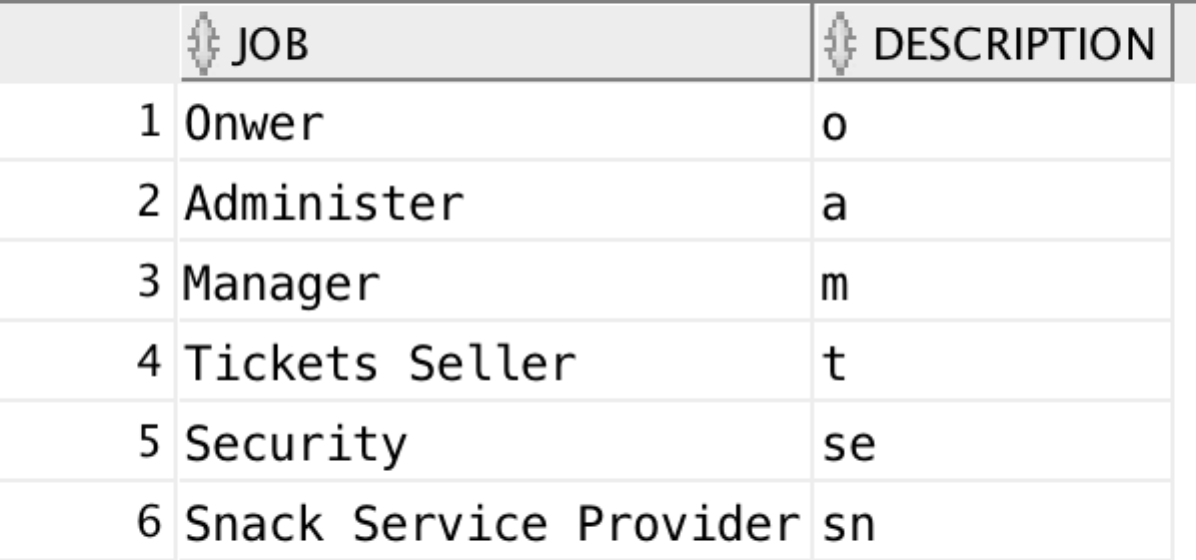 JOB DESCRIPTION
1 Onwer o
2 Administer a
3 Manager m
4 Tickets Seller t
5 Security se
6 Snack Service Provider sn